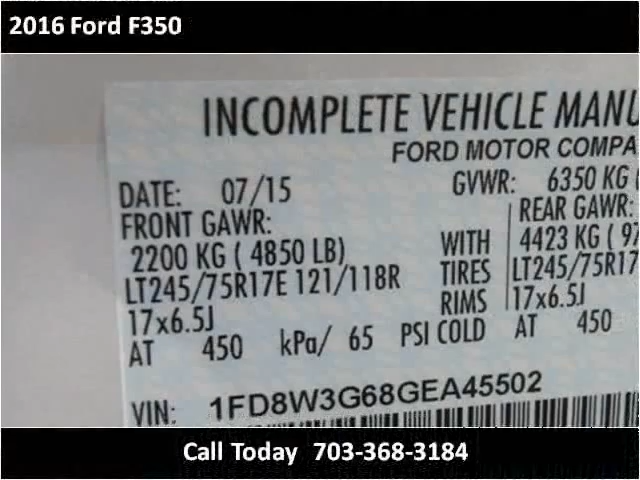 2016 Ford F350
INCOMPLETE VEHICLE MANU
FORD MOTOR COMPA
DATE: 07/15
GVWR: 6350 KG (
FRONT GAWR:
REAR GAWR:
2200 KG ( 4850 LB)
WITH
4423 KG ( 97
LT245/75R17E 121/118R
TIRES
LT245/75R17
17x6.5J
RIMS
17x6.5J
AT 450 kPa/ 65 PSI COLD AT 450
VIN: 1FD8W3G68GEA45502
Call Today 703-368-3184